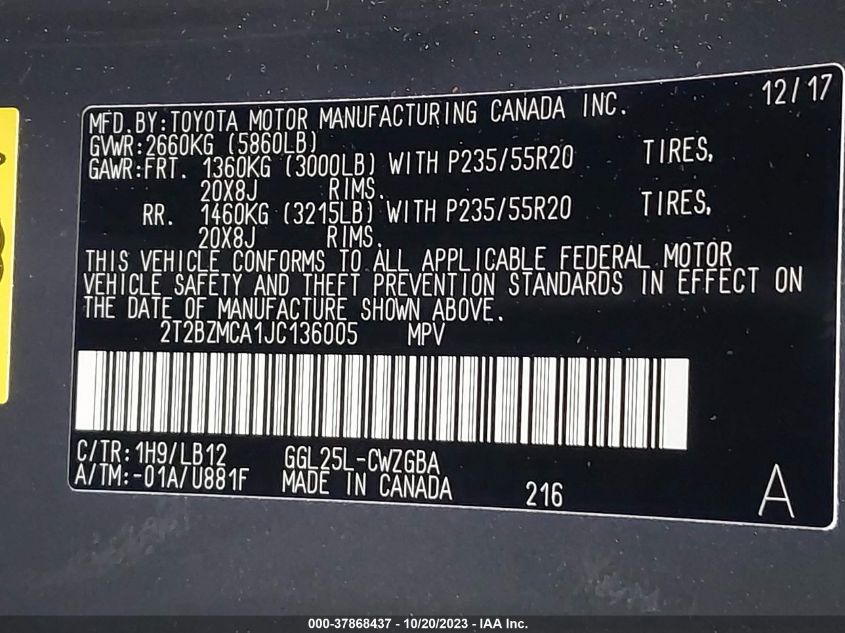 12/17
MFD. BY: TOYOTA MOTOR MANUFACTURING CANADA INC.
GVWR: 2660KG (5860LB)
GAWR: FRT. 1360KG (3000LB) WITH P235/55R20 TIRES,
20X8J RIMS.
RR. 1460KG (3215LB) WITH P235/55R20 TIRES,
20X8J RIMS.
THIS VEHICLE CONFORMS TO ALL APPLICABLE FEDERAL MOTOR
VEHICLE SAFETY AND THEFT PREVENTION STANDARDS IN EFFECT ON
THE DATE OF MANUFACTURE SHOWN ABOVE.
2T2BZMCA1JC136005 MPV
C/TR: 1H9/LB12 GGL25L-CWZGBA
A/TM:-01A/U881F MADE IN CANADA 216 A
000-37868437 - 10/20/2023 - IAA Inc.